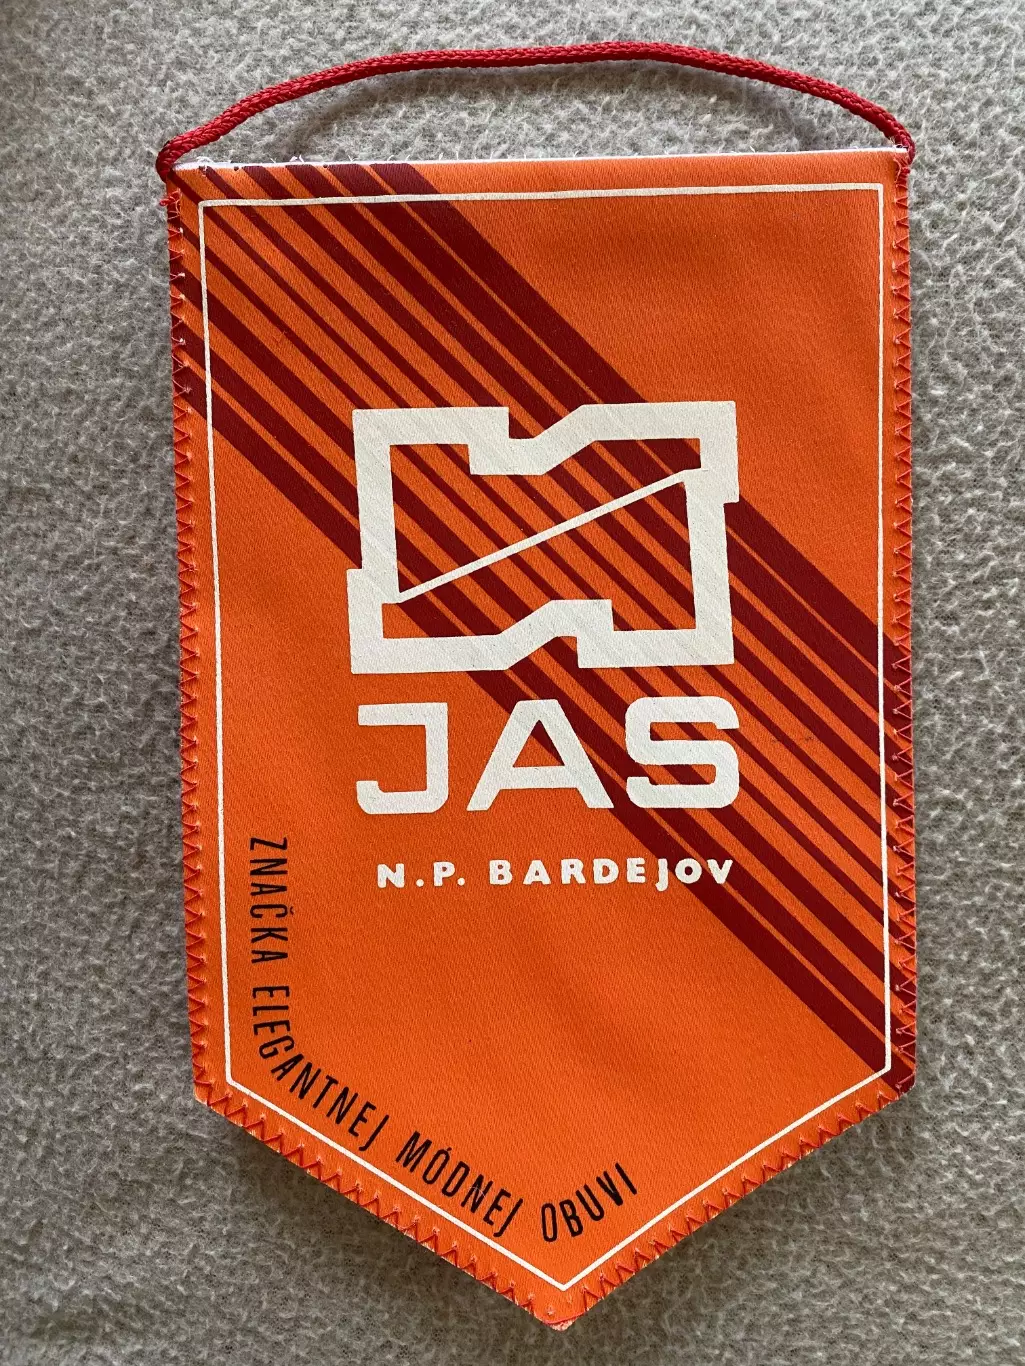 JAS
N.P. BARDEJOV
ZNAČKA ELEGANTNEJ MÓDNEJ OBUVI